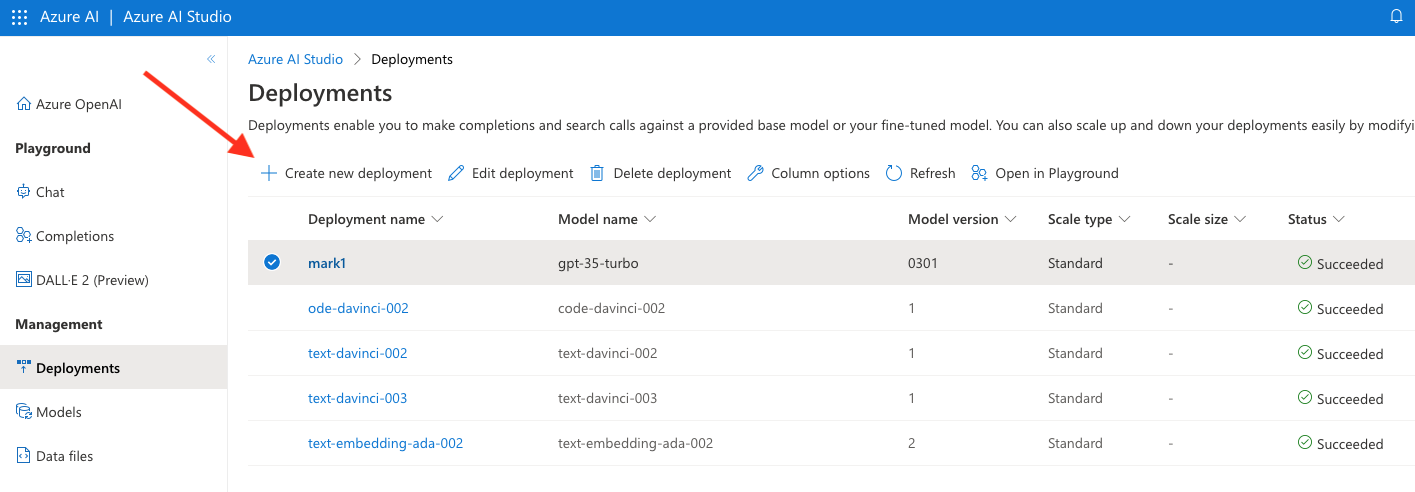 Azure AI | Azure AI Studio
«
Azure OpenAI
Playground
Chat
Completions
DALL·E 2 (Preview)
Management
Deployments
Models
Data files
Azure AI Studio > Deployments
Deployments
Deployments enable you to make completions and search calls against a provided base model or your fine-tuned model. You can also scale up and down your deployments easily by modifyi
Create new deployment Edit deployment Delete deployment Column options Refresh Open in Playground
Deployment name Model name Model version Scale type Scale size Status
mark1 gpt-35-turbo 0301 Standard - Succeeded
ode-davinci-002 code-davinci-002 1 Standard - Succeeded
text-davinci-002 text-davinci-002 1 Standard - Succeeded
text-davinci-003 text-davinci-003 1 Standard - Succeeded
text-embedding-ada-002 text-embedding-ada-002 2 Standard - Succeeded